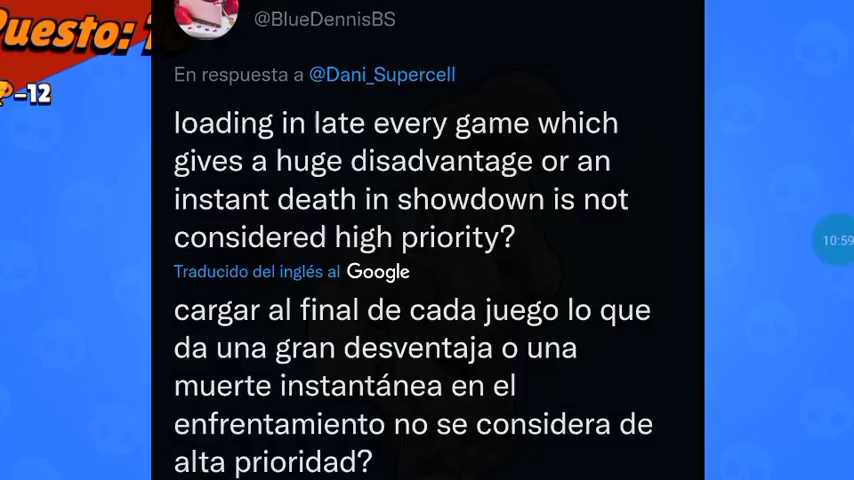 uesto:
-12
@BlueDennisBS
En respuesta a @Dani_Supercell
loading in late every game which
gives a huge disadvantage or an
instant death in showdown is not
considered high priority?
Traducido del inglés al Google
cargar al final de cada juego lo que
da una gran desventaja o una
muerte instantánea en el
enfrentamiento no se considera de
alta prioridad?
10:59